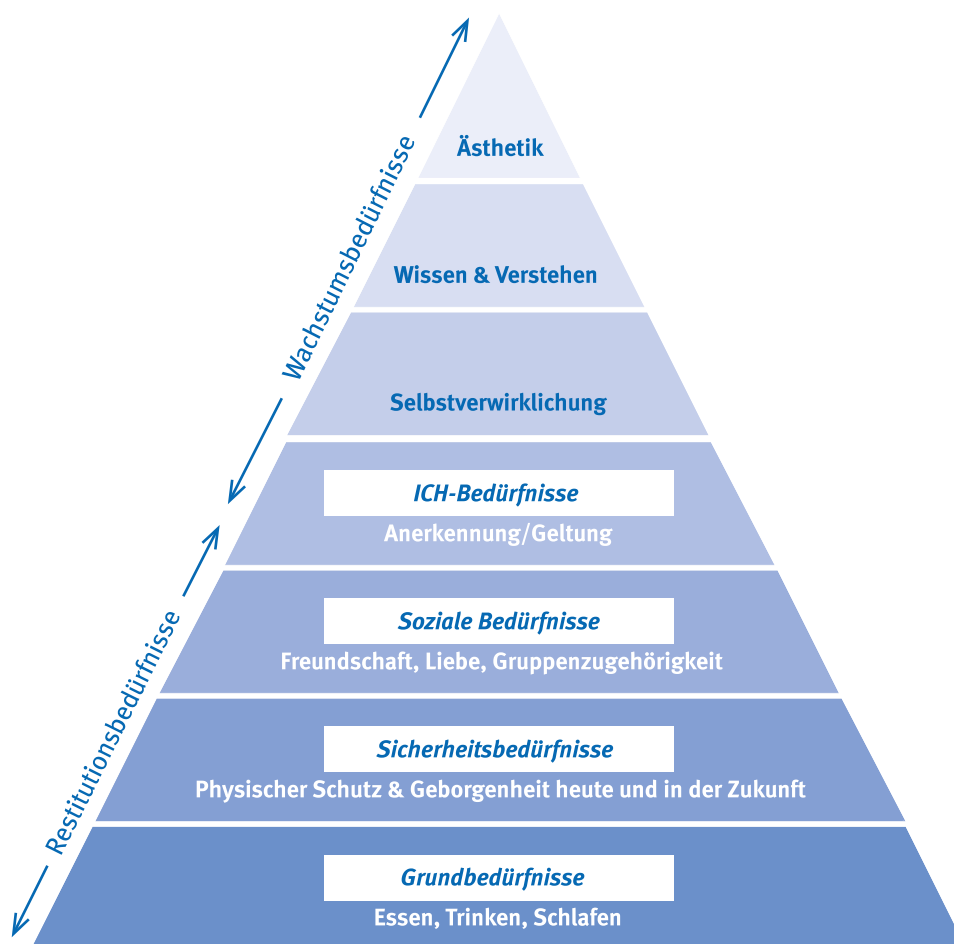 Ästhetik
Wissen & Verstehen
Selbstverwirklichung
ICH-Bedürfnisse
Anerkennung/Geltung
Soziale Bedürfnisse
Freundschaft, Liebe, Gruppenzugehörigkeit
Sicherheitsbedürfnisse
Physischer Schutz & Geborgenheit heute und in der Zukunft
Grundbedürfnisse
Essen, Trinken, Schlafen
Wachstumsbedürfnisse
Restitutionsbedürfnisse